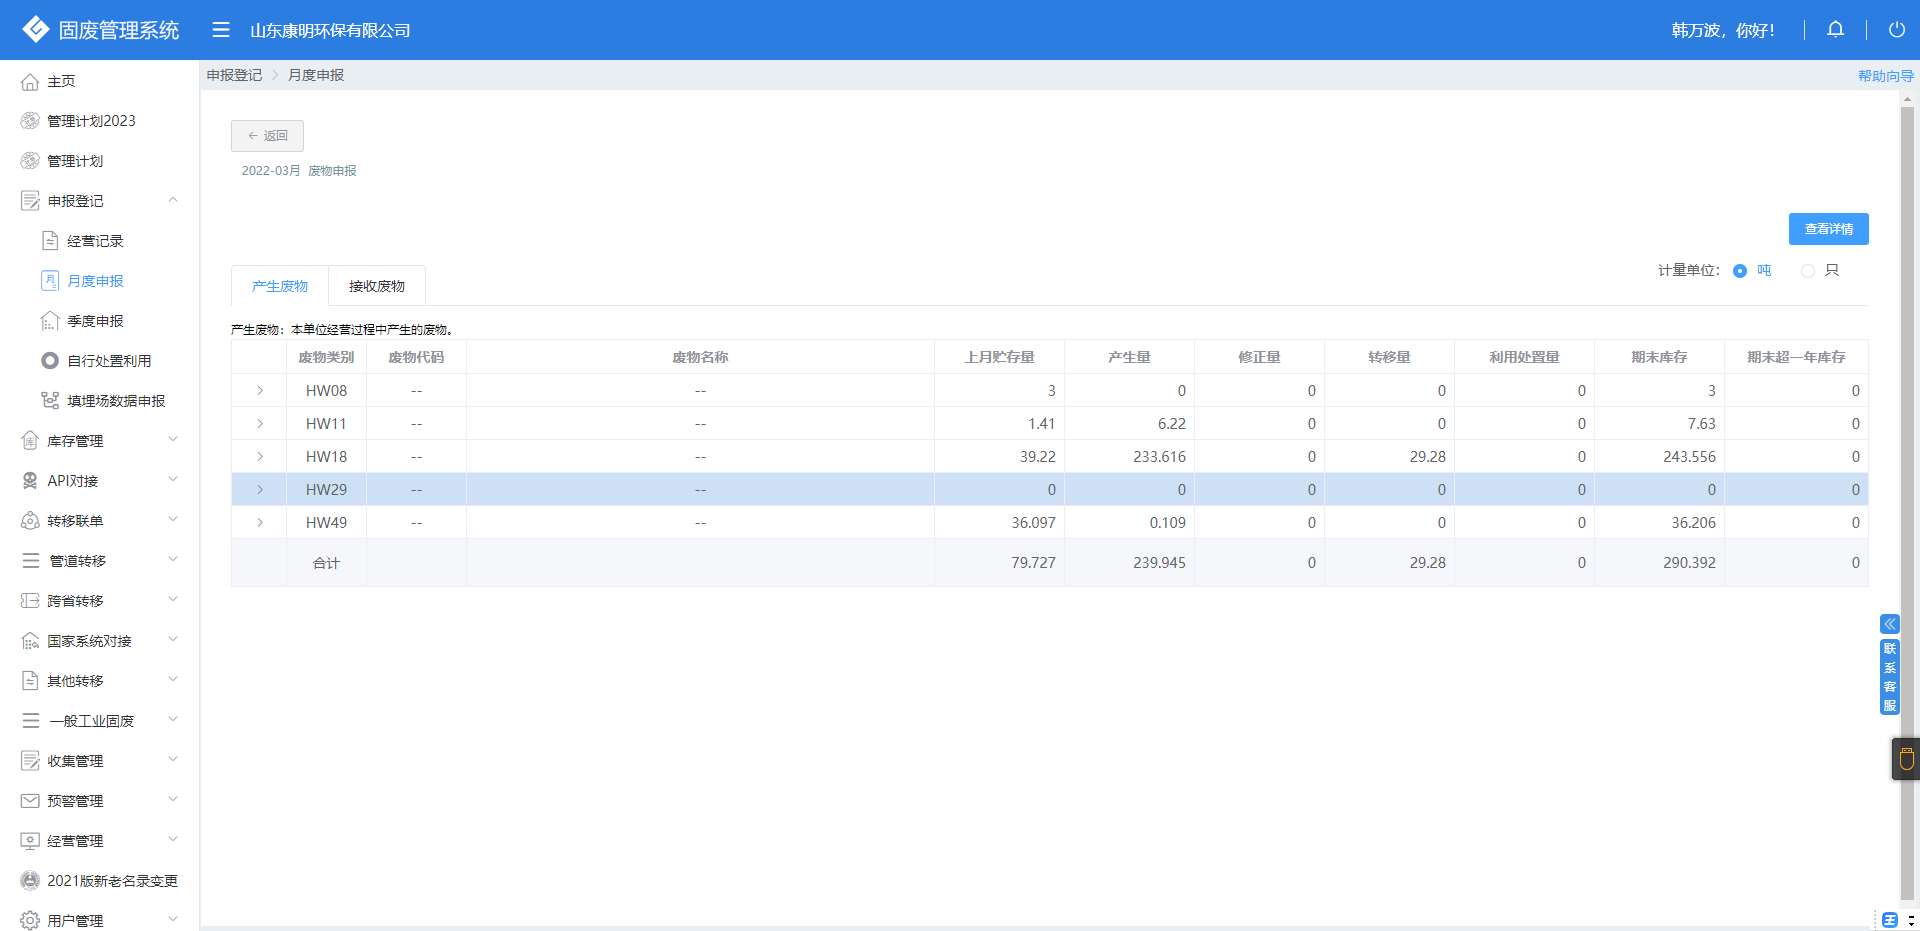 固废管理系统
山东康明环保有限公司
韩万波，你好！
申报登记 > 月度申报
帮助向导
主页
管理计划2023
管理计划
申报登记
经营记录
月度申报
季度申报
自行处置利用
填埋场数据申报
库存管理
API对接
转移联单
管道转移
跨省转移
国家系统对接
其他转移
一般工业固废
收集管理
预警管理
经营管理
2021版新老名录变更
用户管理
← 返回
2022-03月 废物申报
查看详情
产生废物 接收废物
计量单位： 吨 只
产生废物：本单位经营过程中产生的废物。
废物类别 废物代码 废物名称 上月贮存量 产生量 修正量 转移量 利用处置量 期末库存 期末超一年库存
HW08 -- -- 3 0 0 0 0 3 0
HW11 -- -- 1.41 6.22 0 0 0 7.63 0
HW18 -- -- 39.22 233.616 0 29.28 0 243.556 0
HW29 -- -- 0 0 0 0 0 0 0
HW49 -- -- 36.097 0.109 0 0 0 36.206 0
合计 79.727 239.945 0 29.28 0 290.392 0
联系客服